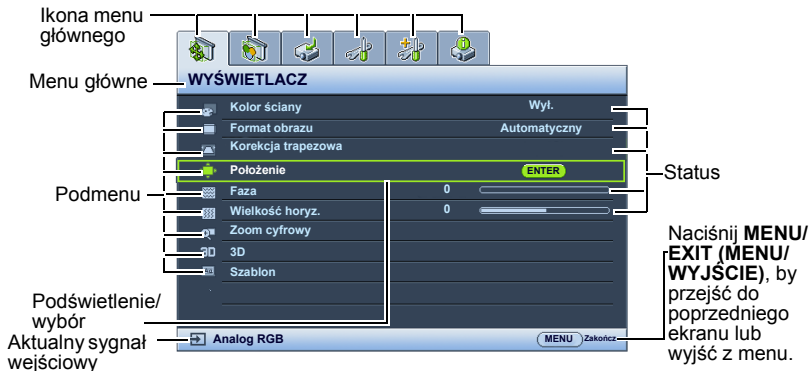 Ikona menu
głównego
Menu główne
WYŚWIETLACZ
Kolor ściany Wył.
Format obrazu Automatyczny
Korekcja trapezowa
Położenie ENTER
Faza 0
Wielkość horyz. 0
Zoom cyfrowy
3D 3D
Szablon
Podmenu
Status
Podświetlenie/
wybór
Aktualny sygnał
wejściowy
Analog RGB
MENU Zakończ
Naciśnij MENU/
EXIT (MENU/
WYJŚCIE), by
przejść do
poprzedniego
ekranu lub
wyjść z menu.